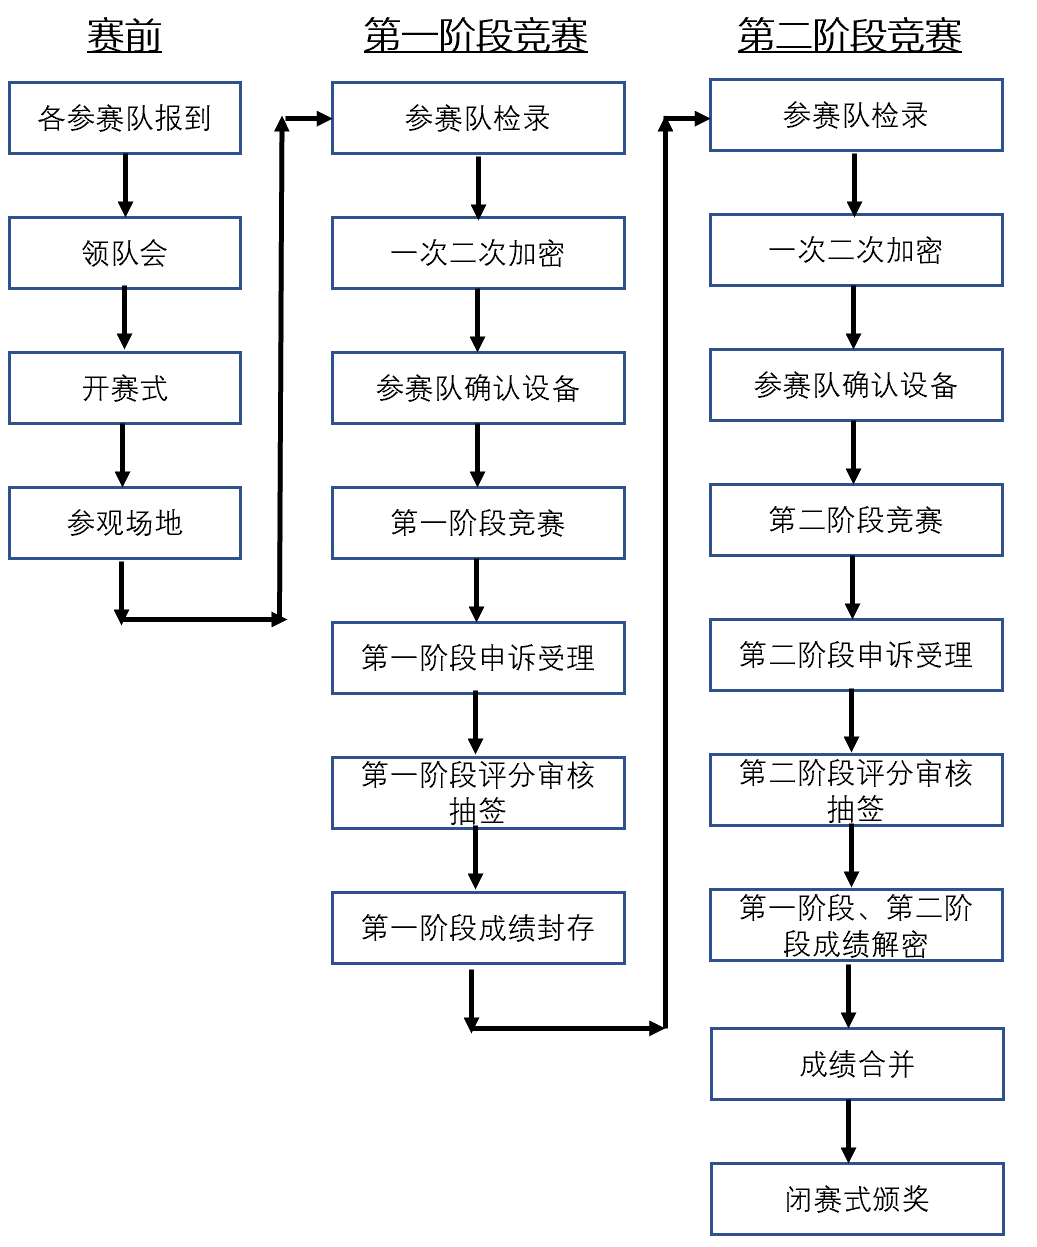 赛前
各参赛队报到
领队会
开赛式
参观场地
第一阶段竞赛
参赛队检录
一次二次加密
参赛队确认设备
第一阶段竞赛
第一阶段申诉受理
第一阶段评分审核
抽签
第一阶段成绩封存
第二阶段竞赛
参赛队检录
一次二次加密
参赛队确认设备
第二阶段竞赛
第二阶段申诉受理
第二阶段评分审核
抽签
第一阶段、第二阶
段成绩解密
成绩合并
闭赛式颁奖